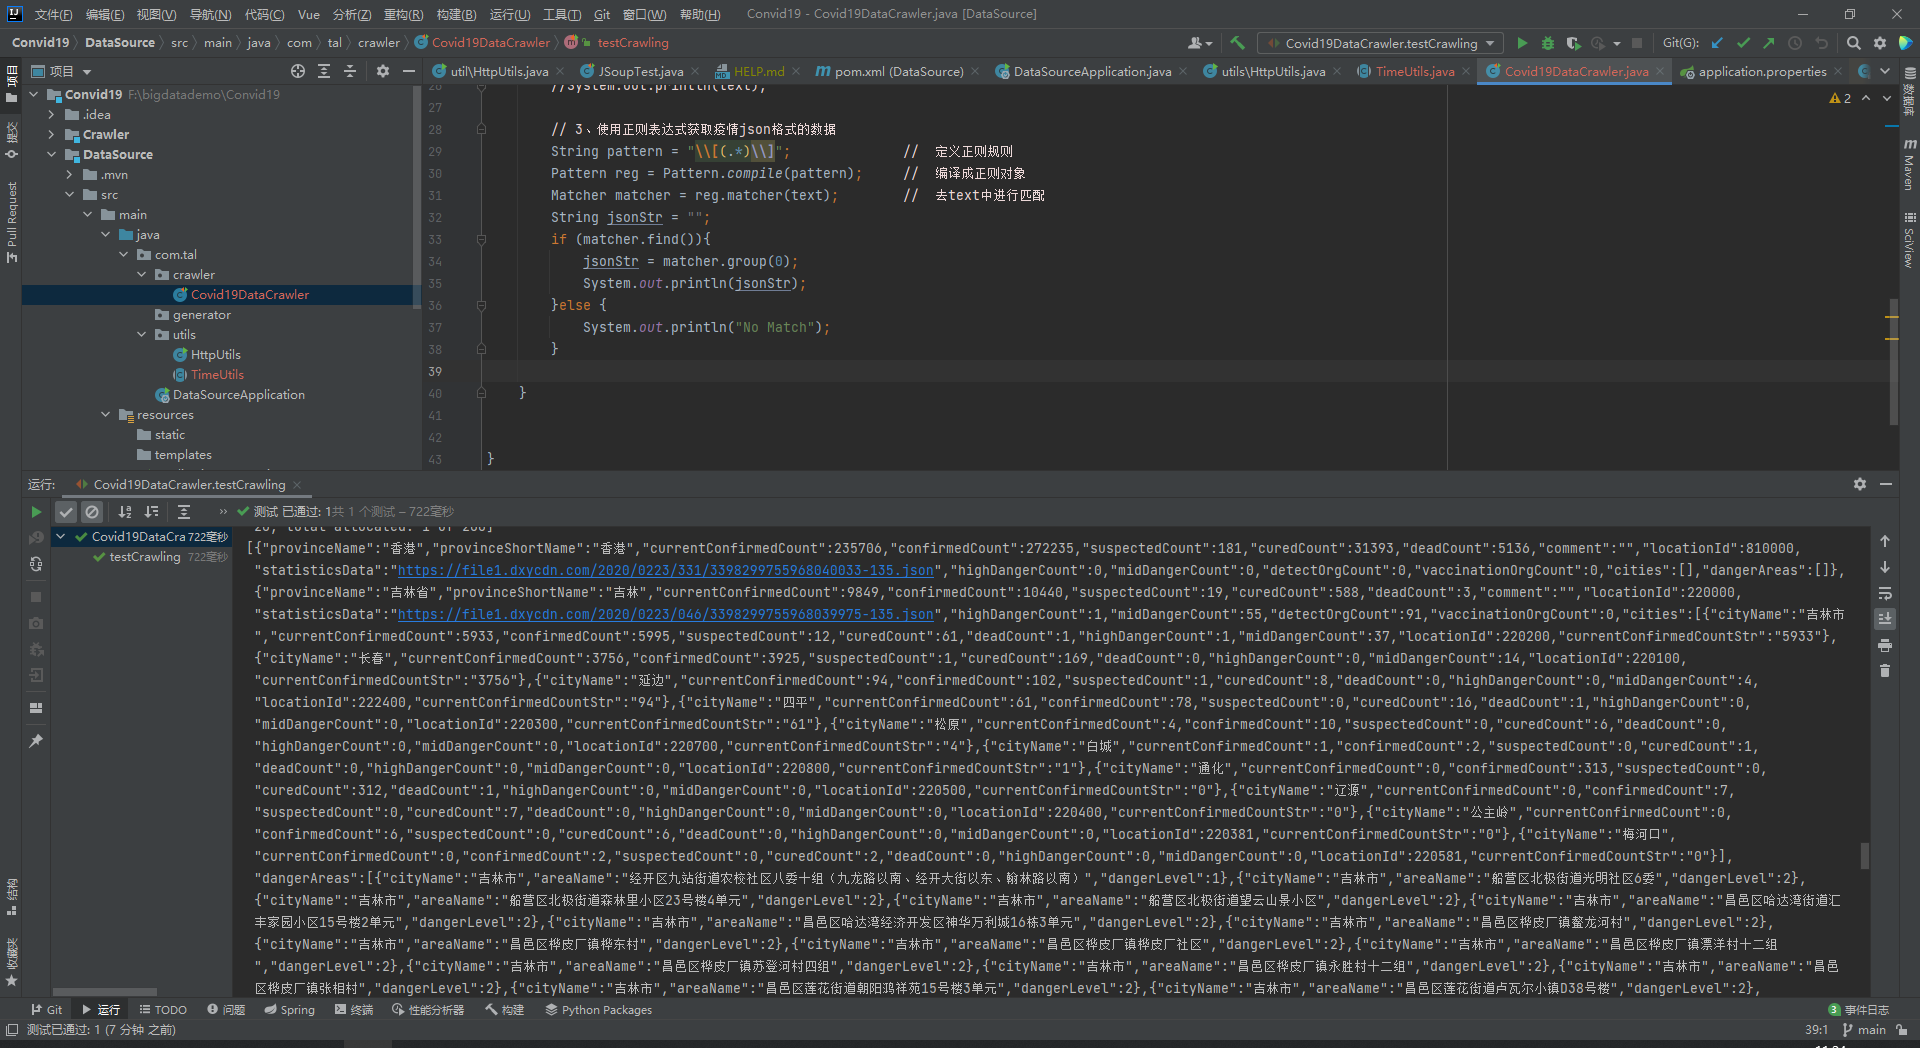 文件(F) 编辑(E) 视图(V) 导航(N) 代码(C) Vue 分析(Z) 重构(R) 构建(B) 运行(U) 工具(T) Git 窗口(W) 帮助(H) Convid19 - Covid19DataCrawler.java [DataSource]
Convid19 DataSource src main java com tal crawler Covid19DataCrawler testCrawling Covid19DataCrawler.testCrawling Git(G):
项目 util\HttpUtils.java JSoupTest.java HELP.md pom.xml (DataSource) DataSourceApplication.java utils\HttpUtils.java TimeUtils.java Covid19DataCrawler.java application.properties
Convid19 F:\bigdatademo\Convid19
.idea
Crawler
DataSource
.mvn
src
main
java
com.tal
crawler
Covid19DataCrawler
generator
utils
HttpUtils
TimeUtils
DataSourceApplication
resources
static
templates
项目
提交
Pull Request
结构
收藏夹
26 //System.out.println(text);
27
28 // 3、使用正则表达式获取疫情json格式的数据
29 String pattern = "\\[(.*)\\]"; // 定义正则规则
30 Pattern reg = Pattern.compile(pattern); // 编译成正则对象
31 Matcher matcher = reg.matcher(text); // 去text中进行匹配
32 String jsonStr = "";
33 if (matcher.find()){
34 jsonStr = matcher.group(0);
35 System.out.println(jsonStr);
36 }else {
37 System.out.println("No Match");
38 }
39
40 }
41
42
43 }
2
数据库
Maven
SciView
运行: Covid19DataCrawler.testCrawling
测试 已通过: 1共 1 个测试 – 722毫秒
Covid19DataCra 722毫秒
testCrawling 722毫秒
20, total allocated: 1 of 200]
[{"provinceName":"香港","provinceShortName":"香港","currentConfirmedCount":235706,"confirmedCount":272235,"suspectedCount":181,"curedCount":31393,"deadCount":5136,"comment":"","locationId":810000,
"statisticsData":"https://file1.dxycdn.com/2020/0223/331/3398299755968040033-135.json","highDangerCount":0,"midDangerCount":0,"detectOrgCount":0,"vaccinationOrgCount":0,"cities":[],"dangerAreas":[]},
{"provinceName":"吉林省","provinceShortName":"吉林","currentConfirmedCount":9849,"confirmedCount":10440,"suspectedCount":19,"curedCount":588,"deadCount":3,"comment":"","locationId":220000,
"statisticsData":"https://file1.dxycdn.com/2020/0223/046/3398299755968039975-135.json","highDangerCount":1,"midDangerCount":55,"detectOrgCount":91,"vaccinationOrgCount":0,"cities":[{"cityName":"吉林市
","currentConfirmedCount":5933,"confirmedCount":5995,"suspectedCount":12,"curedCount":61,"deadCount":1,"highDangerCount":1,"midDangerCount":37,"locationId":220200,"currentConfirmedCountStr":"5933"},
{"cityName":"长春","currentConfirmedCount":3756,"confirmedCount":3925,"suspectedCount":1,"curedCount":169,"deadCount":0,"highDangerCount":0,"midDangerCount":14,"locationId":220100,
"currentConfirmedCountStr":"3756"},{"cityName":"延边","currentConfirmedCount":94,"confirmedCount":102,"suspectedCount":1,"curedCount":8,"deadCount":0,"highDangerCount":0,"midDangerCount":4,
"locationId":222400,"currentConfirmedCountStr":"94"},{"cityName":"四平","currentConfirmedCount":61,"confirmedCount":78,"suspectedCount":0,"curedCount":16,"deadCount":1,"highDangerCount":0,
"midDangerCount":0,"locationId":220300,"currentConfirmedCountStr":"61"},{"cityName":"松原","currentConfirmedCount":4,"confirmedCount":10,"suspectedCount":0,"curedCount":6,"deadCount":0,
"highDangerCount":0,"midDangerCount":0,"locationId":220700,"currentConfirmedCountStr":"4"},{"cityName":"白城","currentConfirmedCount":1,"confirmedCount":2,"suspectedCount":0,"curedCount":1,
"deadCount":0,"highDangerCount":0,"midDangerCount":0,"locationId":220800,"currentConfirmedCountStr":"1"},{"cityName":"通化","currentConfirmedCount":0,"confirmedCount":313,"suspectedCount":0,
"curedCount":312,"deadCount":1,"highDangerCount":0,"midDangerCount":0,"locationId":220500,"currentConfirmedCountStr":"0"},{"cityName":"辽源","currentConfirmedCount":0,"confirmedCount":7,
"suspectedCount":0,"curedCount":7,"deadCount":0,"highDangerCount":0,"midDangerCount":0,"locationId":220400,"currentConfirmedCountStr":"0"},{"cityName":"公主岭","currentConfirmedCount":0,
"confirmedCount":6,"suspectedCount":0,"curedCount":6,"deadCount":0,"highDangerCount":0,"midDangerCount":0,"locationId":220381,"currentConfirmedCountStr":"0"},{"cityName":"梅河口",
"currentConfirmedCount":0,"confirmedCount":2,"suspectedCount":0,"curedCount":2,"deadCount":0,"highDangerCount":0,"midDangerCount":0,"locationId":220581,"currentConfirmedCountStr":"0"}],
"dangerAreas":[{"cityName":"吉林市","areaName":"经开区九站街道农校社区八委十组（九龙路以南、经开大街以东、翰林路以南）","dangerLevel":1},{"cityName":"吉林市","areaName":"船营区北极街道光明社区6委","dangerLevel":2},
{"cityName":"吉林市","areaName":"船营区北极街道森林里小区23号楼4单元","dangerLevel":2},{"cityName":"吉林市","areaName":"船营区北极街道望云山景小区","dangerLevel":2},{"cityName":"吉林市","areaName":"昌邑区哈达湾街道汇
丰家园小区15号楼2单元","dangerLevel":2},{"cityName":"吉林市","areaName":"昌邑区哈达湾经济开发区神华万利城16栋3单元","dangerLevel":2},{"cityName":"吉林市","areaName":"昌邑区桦皮厂镇鳌龙河村","dangerLevel":2},
{"cityName":"吉林市","areaName":"昌邑区桦皮厂镇桦东村","dangerLevel":2},{"cityName":"吉林市","areaName":"昌邑区桦皮厂镇桦皮厂社区","dangerLevel":2},{"cityName":"吉林市","areaName":"昌邑区桦皮厂镇漂洋村十二组
","dangerLevel":2},{"cityName":"吉林市","areaName":"昌邑区桦皮厂镇苏登河村四组","dangerLevel":2},{"cityName":"吉林市","areaName":"昌邑区桦皮厂镇永胜村十二组","dangerLevel":2},{"cityName":"吉林市","areaName":"昌邑
区桦皮厂镇张相村","dangerLevel":2},{"cityName":"吉林市","areaName":"昌邑区莲花街道朝阳鸿祥苑15号楼3单元","dangerLevel":2},{"cityName":"吉林市","areaName":"昌邑区莲花街道卢瓦尔小镇D38号楼","dangerLevel":2},
Git 运行 TODO 问题 Spring 终端 性能分析器 构建 Python Packages 3 事件日志
测试已通过: 1 (7 分钟 之前) 39:1 main